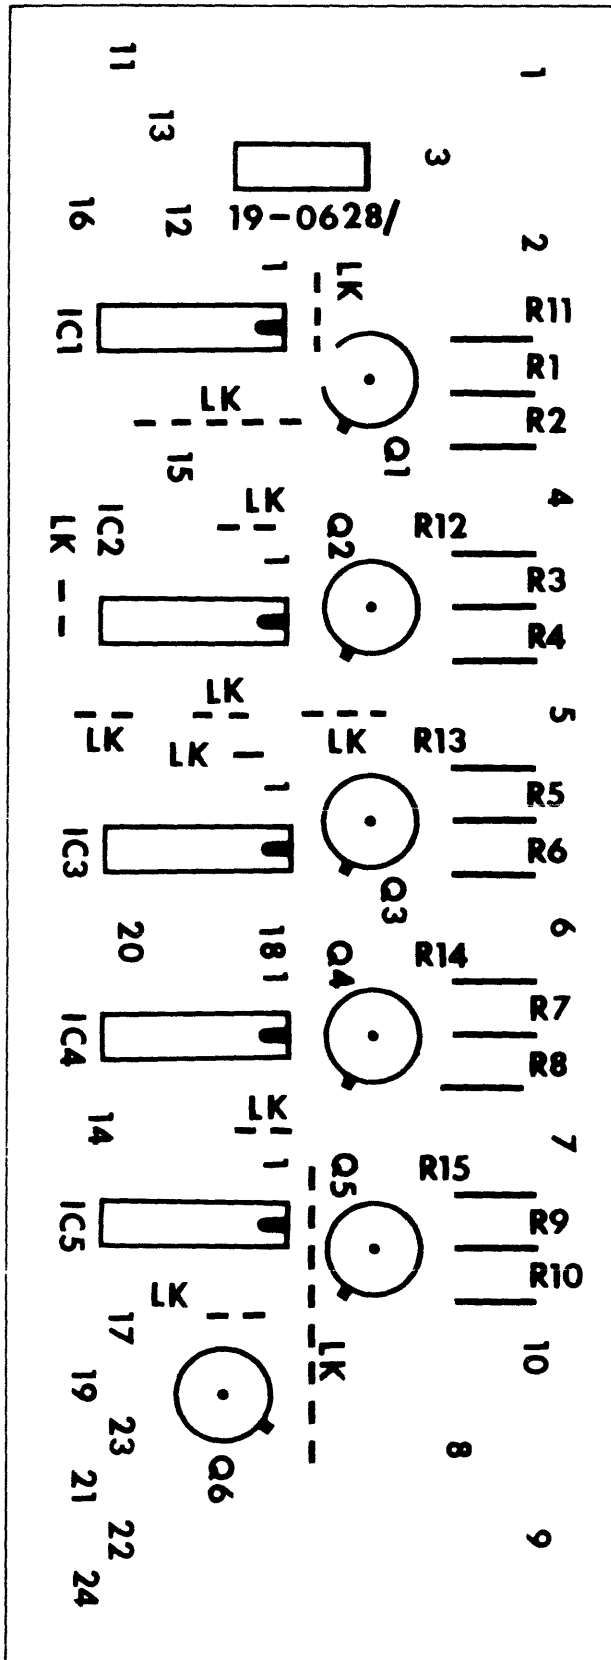 11
1
13
3
16
12
19-0628/
2
1
LK
IC1
R11
R1
LK
R2
Q1
15
4
LK
LK
IC2
Q2
R12
1
R3
R4
LK
5
LK
LK
R13
LK
1
R5
IC3
R6
Q3
20
18
6
Q4
R14
1
R7
IC4
R8
LK
14
7
1
Q5
R15
IC5
R9
R10
LK
17
LK
10
19
23
8
Q6
21
22
9
24